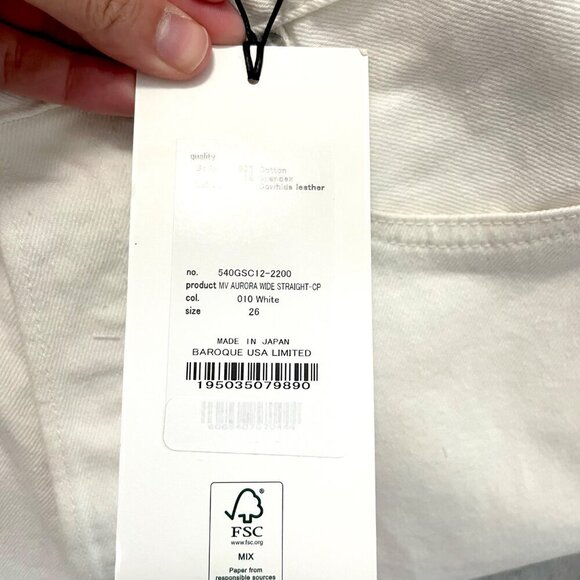 quality
Cotton
Cowhide leather
no. 540GSC12-2200
product MV AURORA WIDE STRAIGHT-CP
col. 010 White
size 26
MADE IN JAPAN
BAROQUE USA LIMITED
195035079890
FSC
www.fsc.org
MIX
Paper from
responsible sources